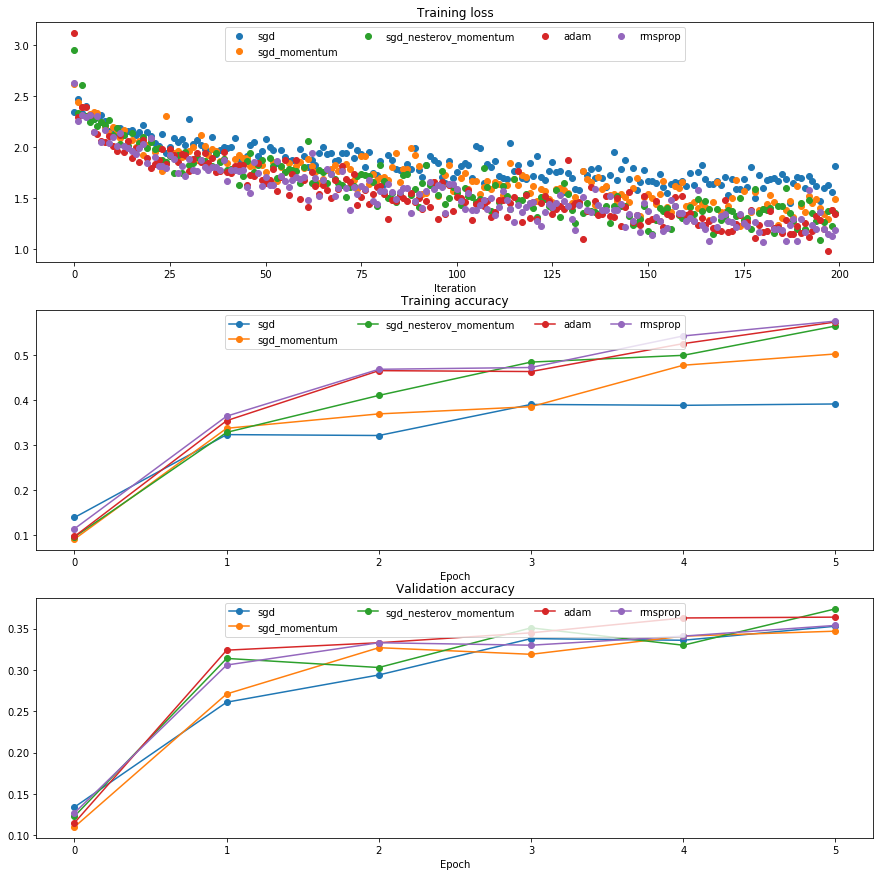 Training loss
sgd sgd_nesterov_momentum adam rmsprop
sgd_momentum
3.0
2.5
2.0
1.5
1.0
0 25 50 75 100 125 150 175 200
Iteration
Training accuracy
sgd sgd_nesterov_momentum adam rmsprop
sgd_momentum
0.5
0.4
0.3
0.2
0.1
0 1 2 3 4 5
Epoch
Validation accuracy
sgd sgd_nesterov_momentum adam rmsprop
sgd_momentum
0.35
0.30
0.25
0.20
0.15
0.10
0 1 2 3 4 5
Epoch